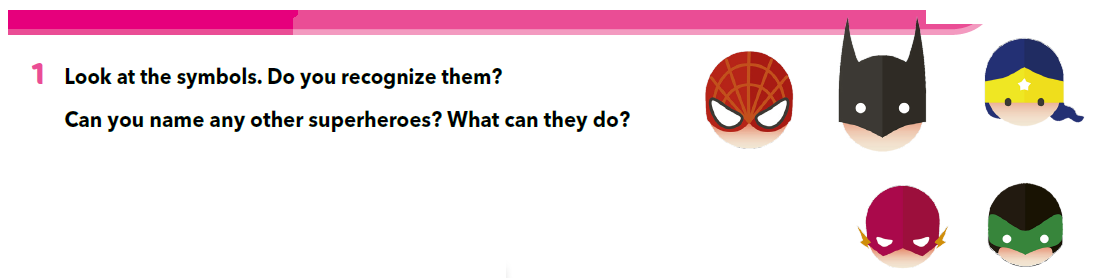 1 Look at the symbols. Do you recognize them?
Can you name any other superheroes? What can they do?